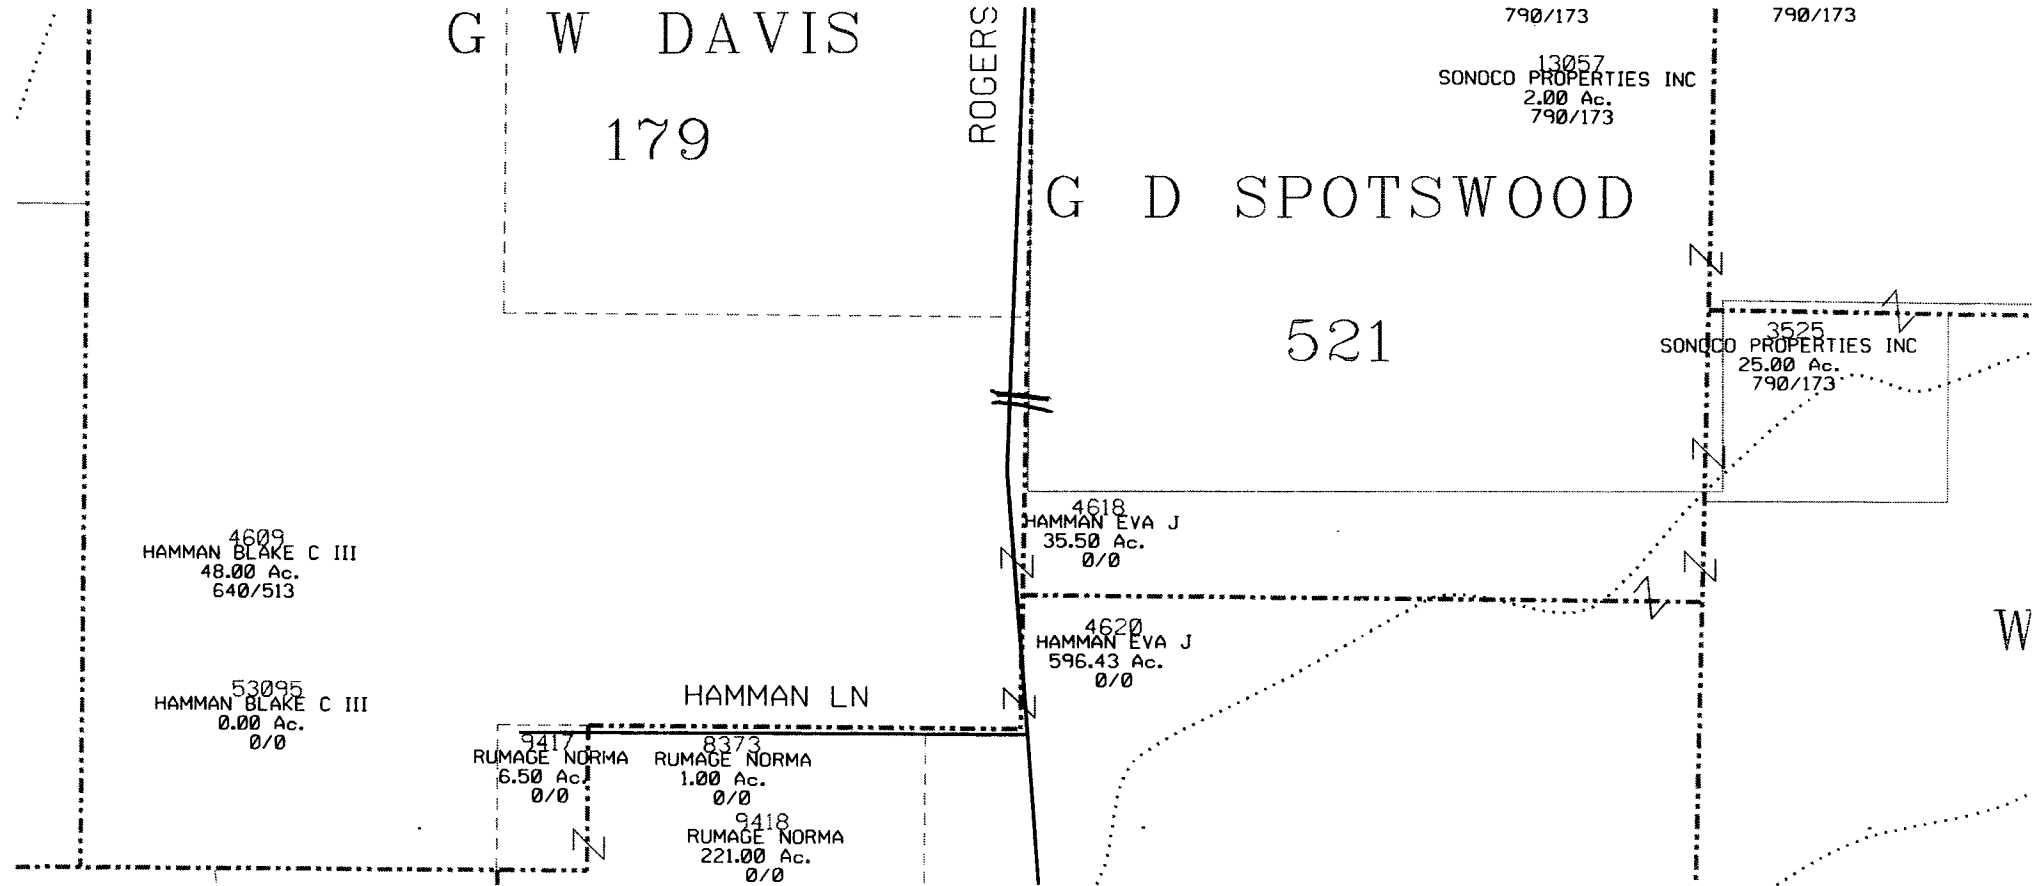 G W DAVIS
179
ROGERS
790/173
790/173
13057
SONOCO PROPERTIES INC
2.00 Ac.
790/173
G D SPOTSWOOD
521
3525
SONOCO PROPERTIES INC
25.00 Ac.
790/173
4609
HAMMAN BLAKE C III
48.00 Ac.
640/513
4618
HAMMAN EVA J
35.50 Ac.
0/0
4620
HAMMAN EVA J
596.43 Ac.
0/0
W
53095
HAMMAN BLAKE C III
0.00 Ac.
0/0
HAMMAN LN
9417
RUMAGE NORMA
6.50 Ac.
0/0
8373
RUMAGE NORMA
1.00 Ac.
0/0
9418
RUMAGE NORMA
221.00 Ac.
0/0